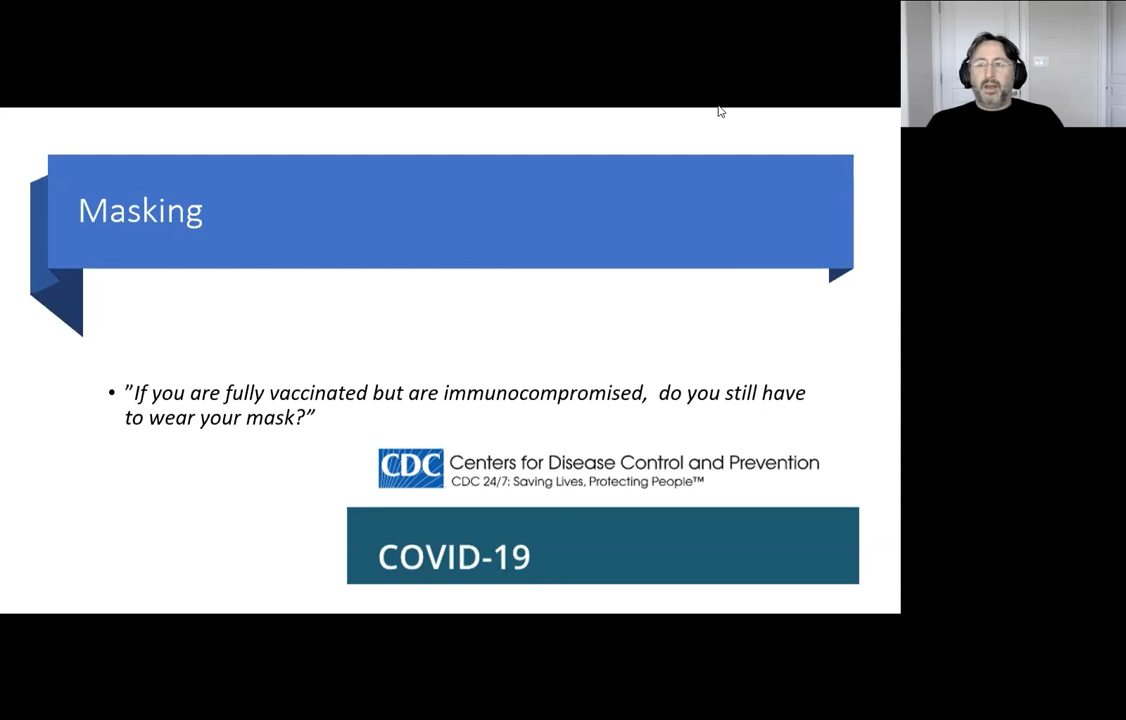 Masking
• ”If you are fully vaccinated but are immunocompromised,  do you still have
to wear your mask?”
CDC Centers for Disease Control and Prevention
CDC 24/7: Saving Lives, Protecting People™
COVID-19